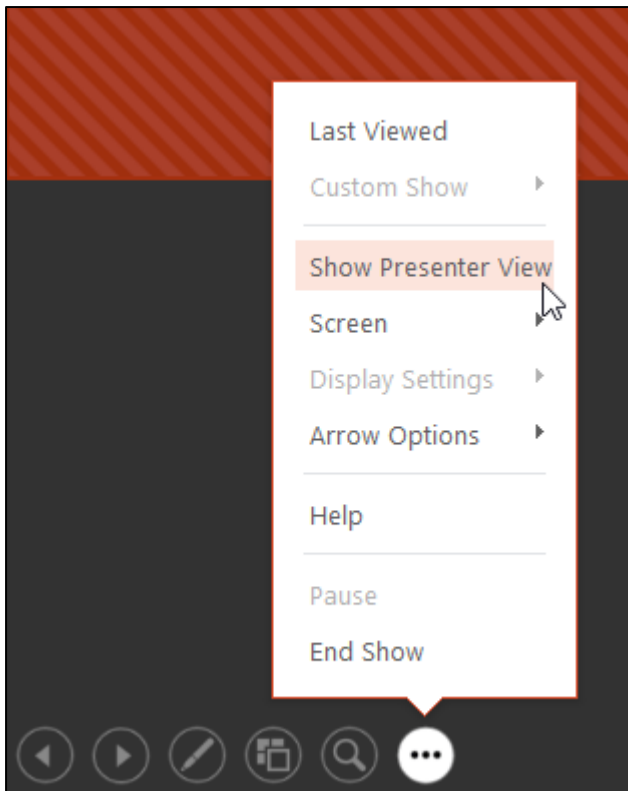 Last Viewed
Custom Show
Show Presenter View
Screen
Display Settings
Arrow Options
Help
Pause
End Show